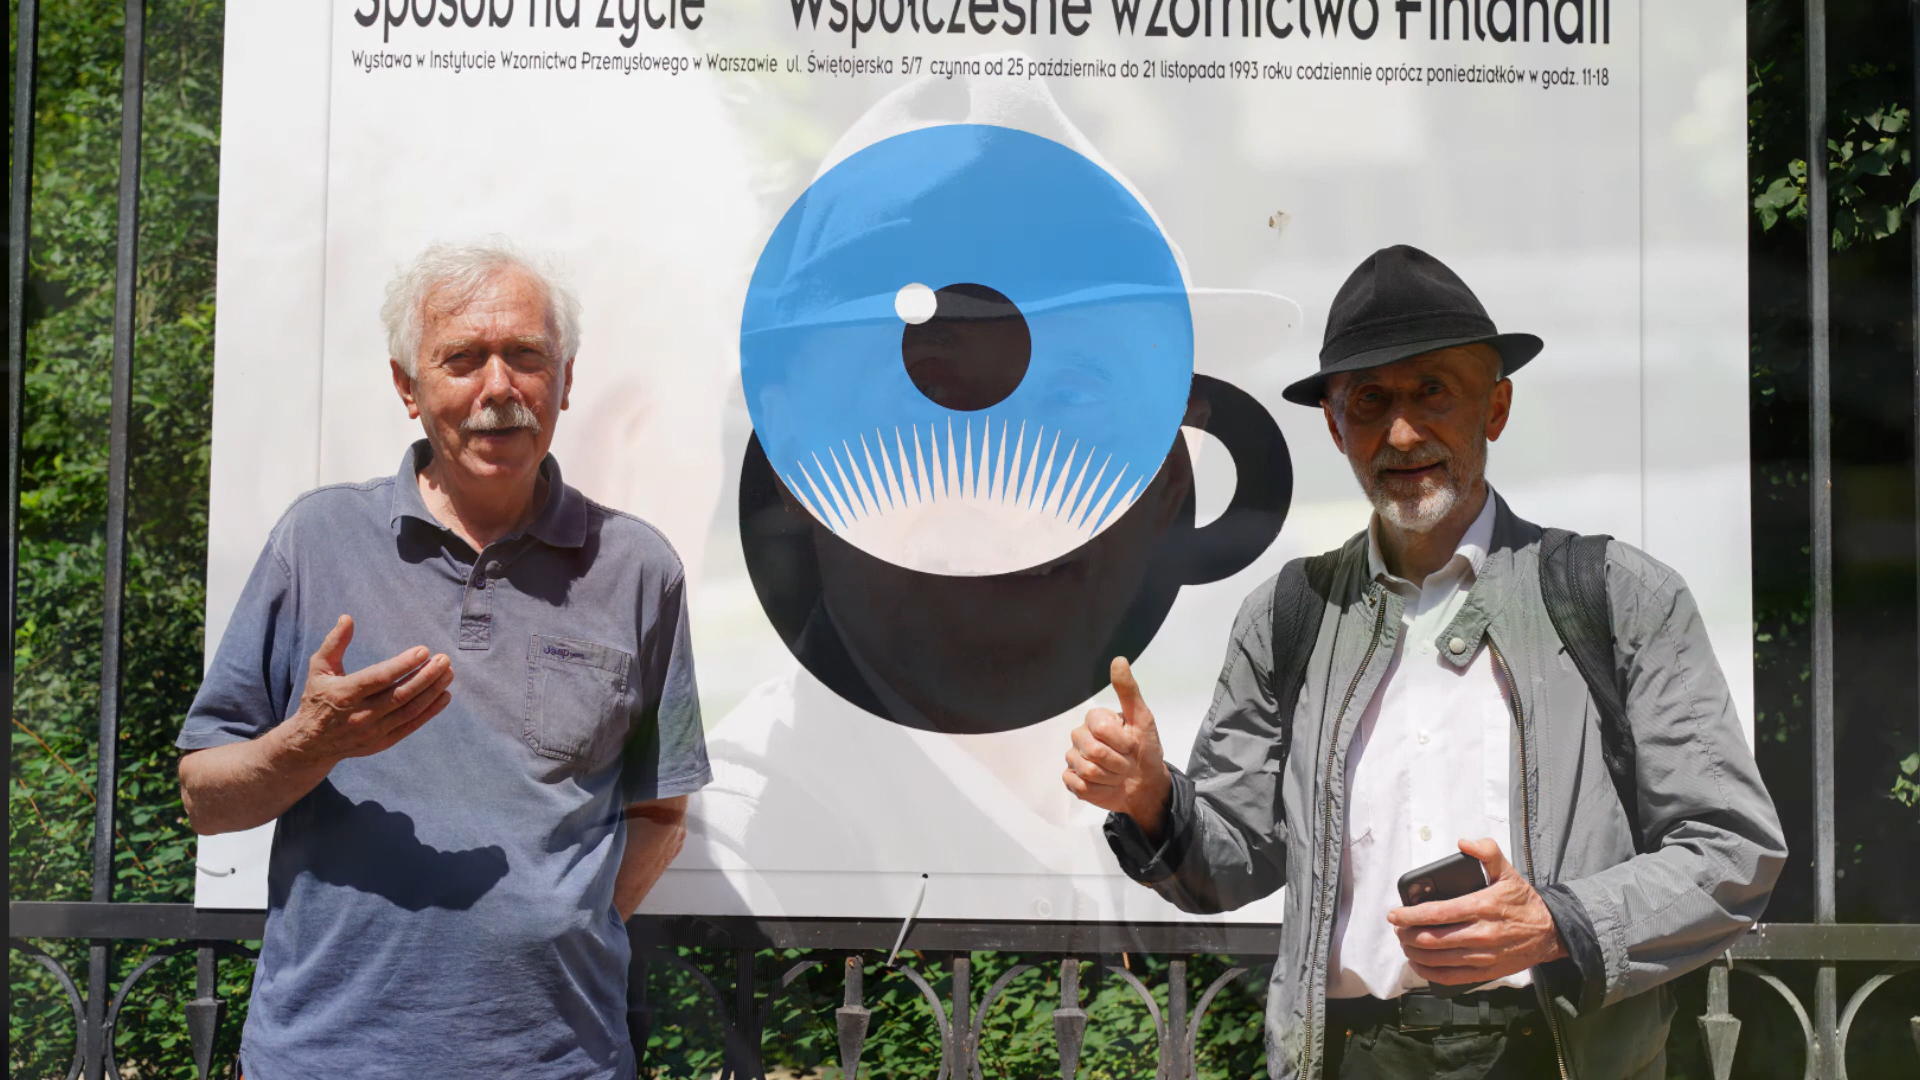 Sposób na życie Współczesne wzornictwo Finlandii
Wystawa w Instytucie Wzornictwa Przemysłowego w Warszawie ul. Świętojerska 5/7 czynna od 25 października do 21 listopada 1993 roku codziennie oprócz poniedziałków w godz. 11-18
Jeep